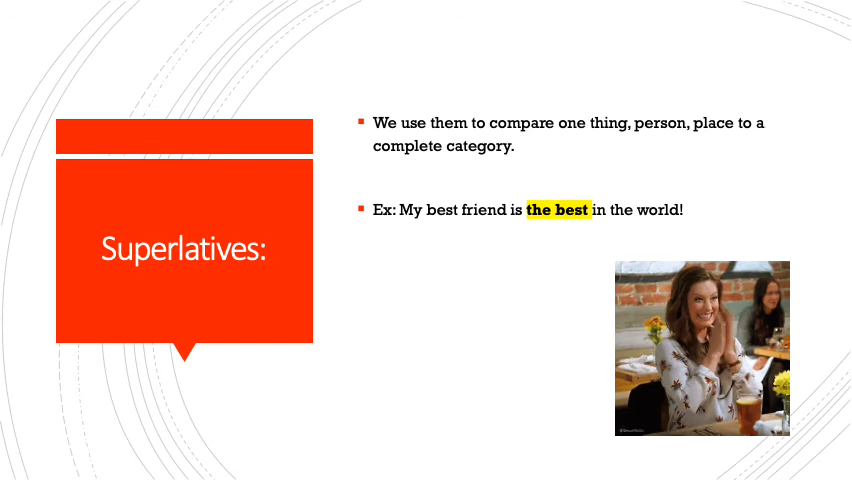 Superlatives:
We use them to compare one thing, person, place to a
complete category.
Ex: My best friend is the best in the world!